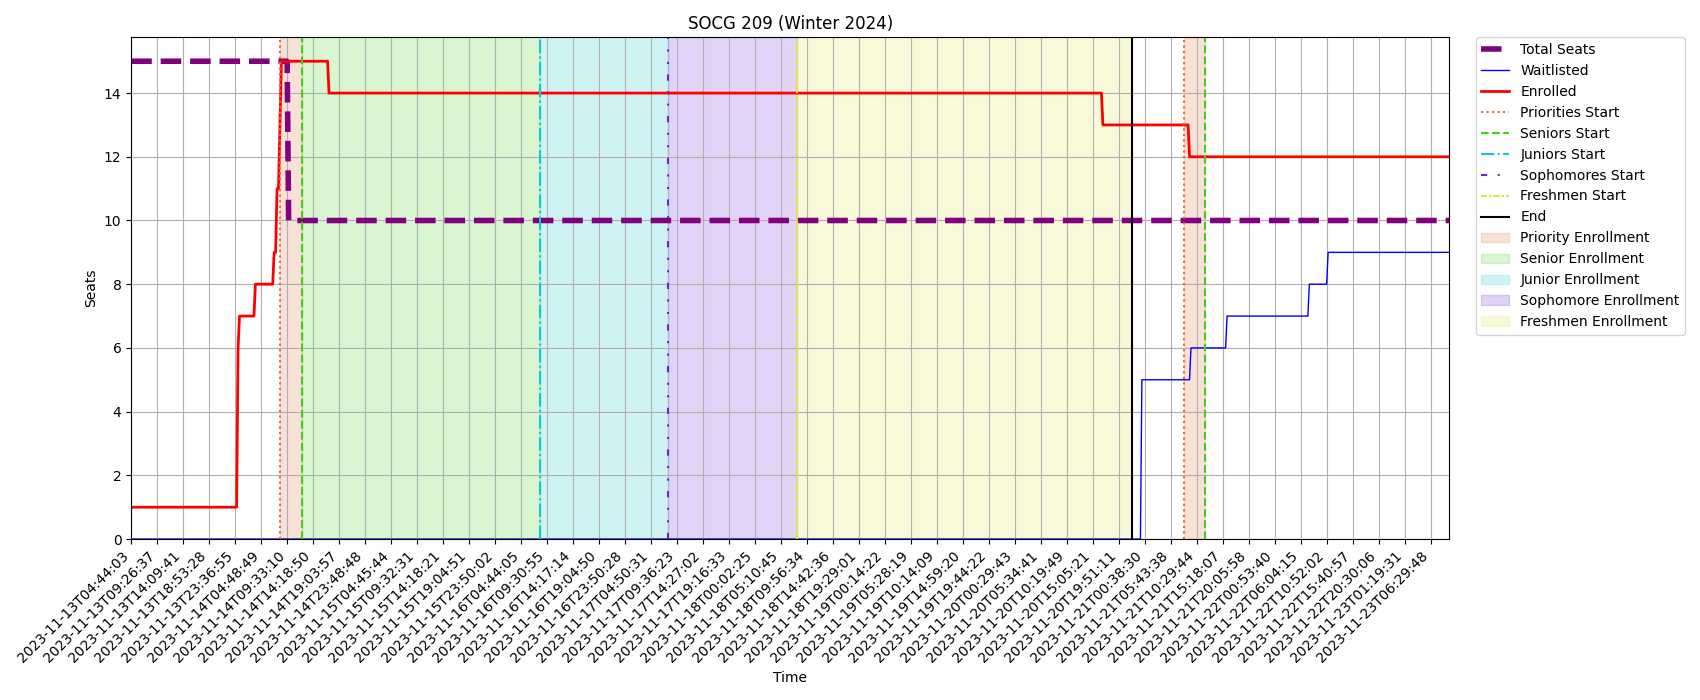 SOCG 209 (Winter 2024)
Seats
14
12
10
8
6
4
2
0
2023-11-13T04:44:03
2023-11-13T09:26:37
2023-11-13T14:09:41
2023-11-13T18:53:28
2023-11-13T23:36:55
2023-11-14T04:48:49
2023-11-14T09:33:10
2023-11-14T14:18:50
2023-11-14T19:03:57
2023-11-14T23:48:48
2023-11-15T04:45:44
2023-11-15T09:32:31
2023-11-15T14:18:21
2023-11-15T19:04:51
2023-11-15T23:50:02
2023-11-16T04:44:05
2023-11-16T09:30:55
2023-11-16T14:17:14
2023-11-16T19:04:50
2023-11-16T23:50:28
2023-11-17T04:50:31
2023-11-17T09:36:23
2023-11-17T14:27:02
2023-11-17T19:16:33
2023-11-18T00:02:25
2023-11-18T05:10:45
2023-11-18T09:56:34
2023-11-18T14:42:36
2023-11-18T19:29:01
2023-11-19T00:14:22
2023-11-19T05:28:19
2023-11-19T10:14:09
2023-11-19T14:59:20
2023-11-19T19:44:22
2023-11-20T00:29:43
2023-11-20T05:34:41
2023-11-20T10:19:49
2023-11-20T15:05:21
2023-11-20T19:51:11
2023-11-21T00:38:30
2023-11-21T05:43:38
2023-11-21T10:29:44
2023-11-21T15:18:07
2023-11-21T20:05:58
2023-11-22T00:53:40
2023-11-22T06:04:15
2023-11-22T10:52:02
2023-11-22T15:40:57
2023-11-22T20:30:06
2023-11-23T01:19:31
2023-11-23T06:29:48
Time
Total Seats
Waitlisted
Enrolled
Priorities Start
Seniors Start
Juniors Start
Sophomores Start
Freshmen Start
End
Priority Enrollment
Senior Enrollment
Junior Enrollment
Sophomore Enrollment
Freshmen Enrollment